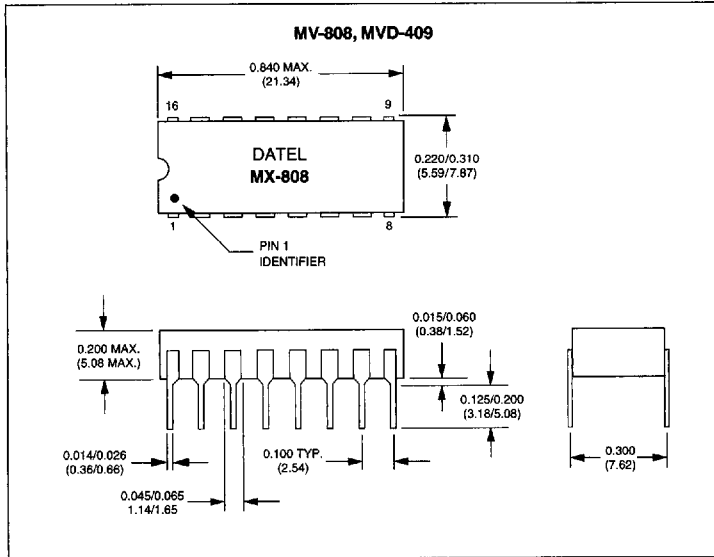 MV-808, MVD-409
0.840 MAX.
(21.34)
16
9
DATEL
MX-808
0.220/0.310
(5.59/7.87)
1
8
PIN 1
IDENTIFIER
0.015/0.060
(0.38/1.52)
0.200 MAX.
(5.08 MAX.)
0.125/0.200
(3.18/5.08)
0.014/0.026
(0.36/0.66)
0.100 TYP.
(2.54)
0.300
(7.62)
0.045/0.065
1.14/1.65